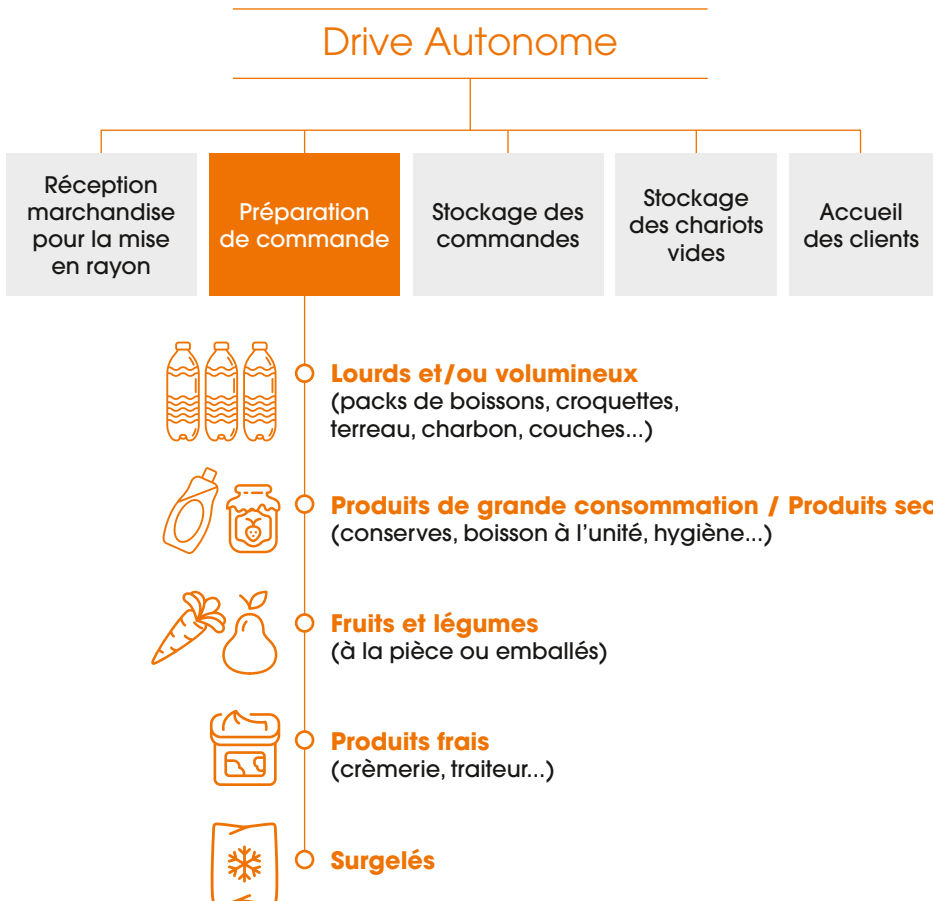 Drive Autonome
Réception
marchandise
pour la mise
en rayon
Préparation
de commande
Stockage des
commandes
Stockage
des chariots
vides
Accueil
des clients
Lourds et/ou volumineux
(packs de boissons, croquettes,
terreau, charbon, couches...)
Produits de grande consommation / Produits sec
(conserves, boisson à l’unité, hygiène...)
Fruits et légumes
(à la pièce ou emballés)
Produits frais
(crèmerie, traiteur...)
Surgelés